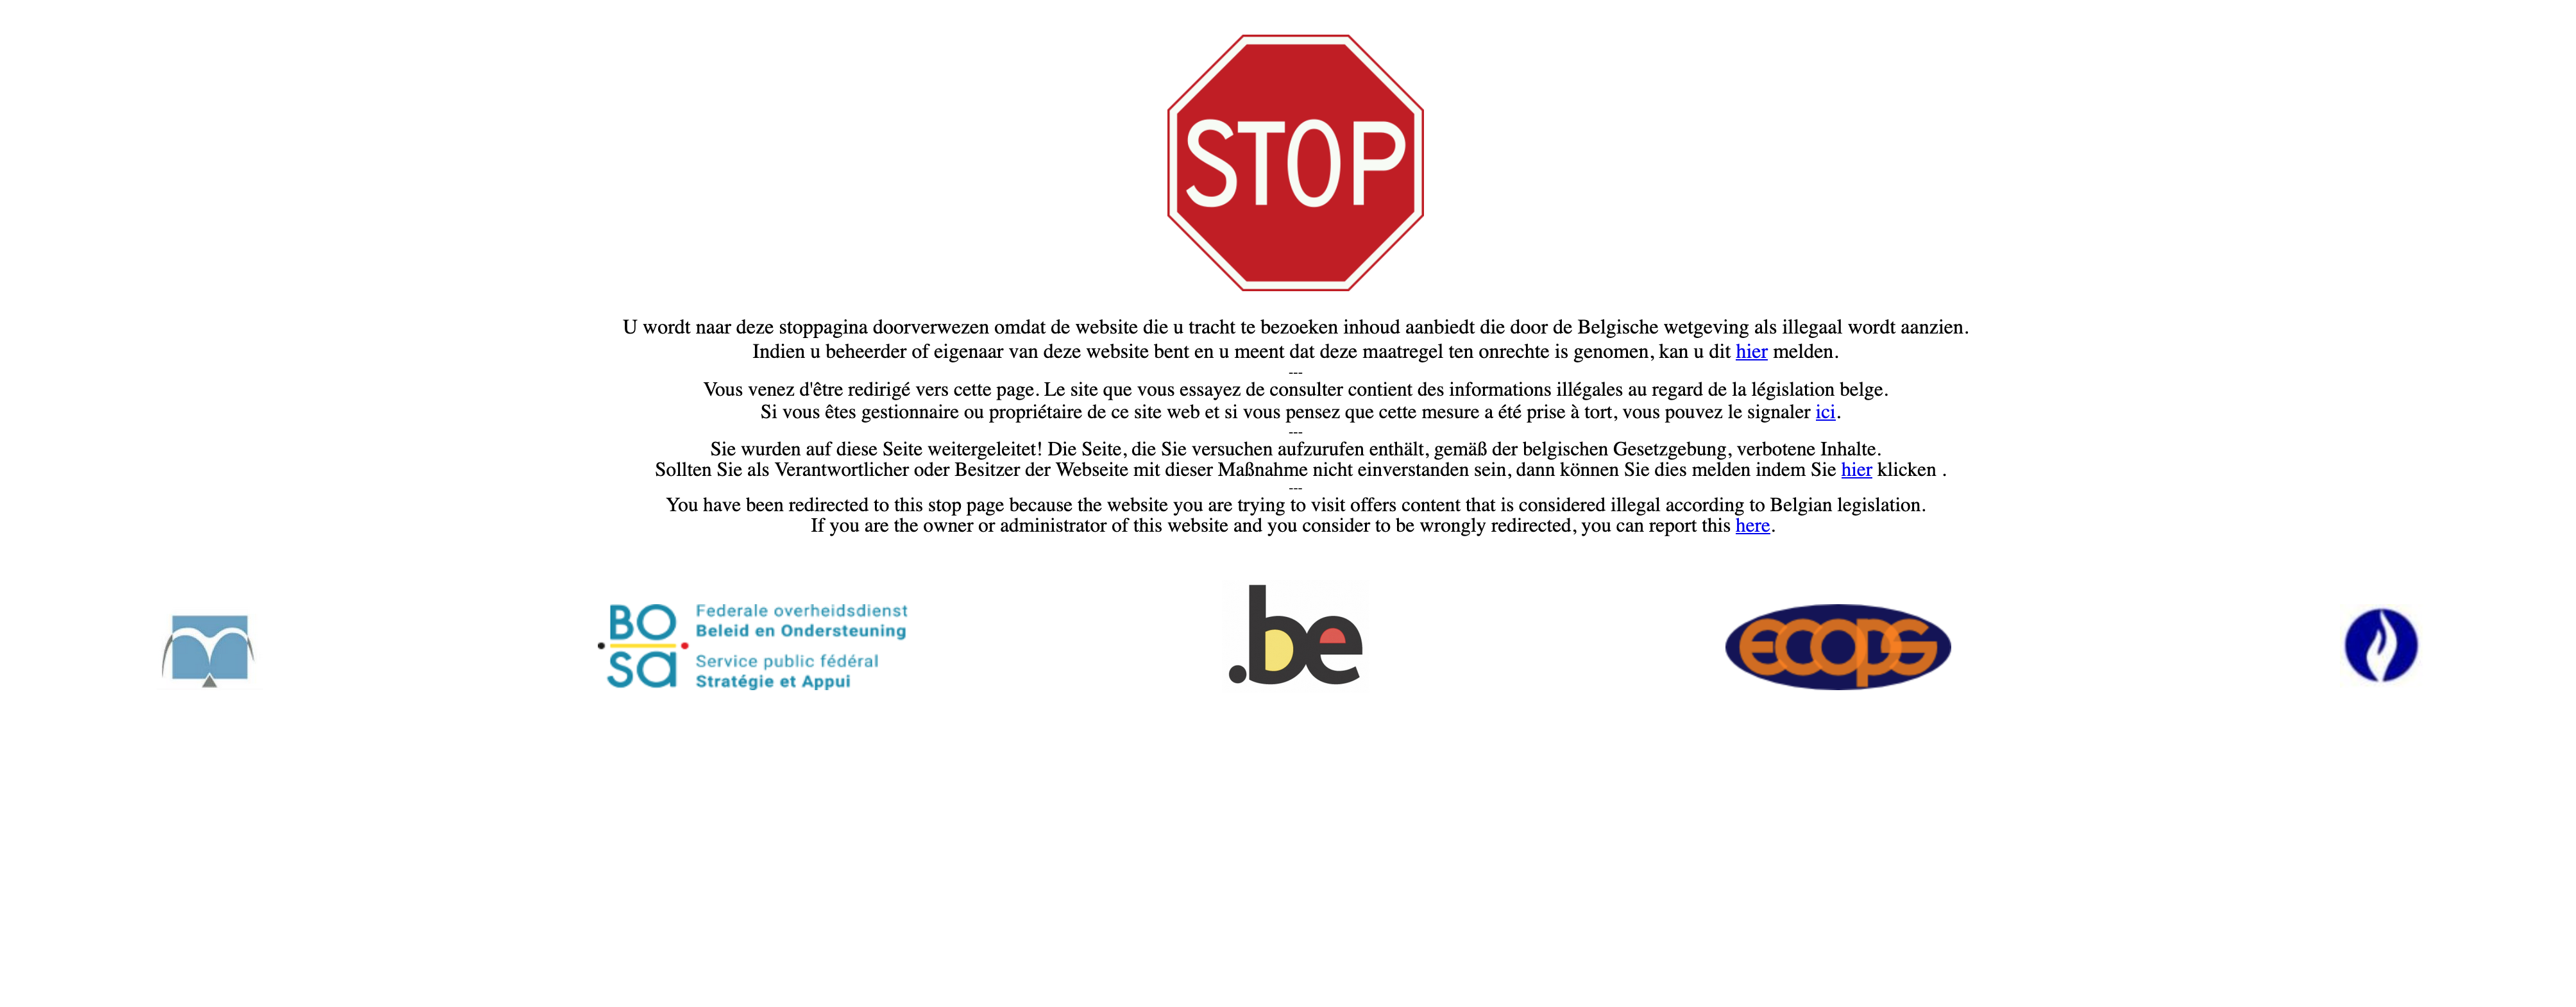 STOP
U wordt naar deze stoppagina doorverwezen omdat de website die u tracht te bezoeken inhoud aanbiedt die door de Belgische wetgeving als illegaal wordt aanzien.
Indien u beheerder of eigenaar van deze website bent en u meent dat deze maatregel ten onrechte is genomen, kan u dit hier melden.
---
Vous venez d'être redirigé vers cette page. Le site que vous essayez de consulter contient des informations illégales au regard de la législation belge.
Si vous êtes gestionnaire ou propriétaire de ce site web et si vous pensez que cette mesure a été prise à tort, vous pouvez le signaler ici.
---
Sie wurden auf diese Seite weitergeleitet! Die Seite, die Sie versuchen aufzurufen enthält, gemäß der belgischen Gesetzgebung, verbotene Inhalte.
Sollten Sie als Verantwortlicher oder Besitzer der Webseite mit dieser Maßnahme nicht einverstanden sein, dann können Sie dies melden indem Sie hier klicken .
---
You have been redirected to this stop page because the website you are trying to visit offers content that is considered illegal according to Belgian legislation.
If you are the owner or administrator of this website and you consider to be wrongly redirected, you can report this here.
BO
sa
Federale overheidsdienst
Beleid en Ondersteuning
Service public fédéral
Stratégie et Appui
.be
ecops